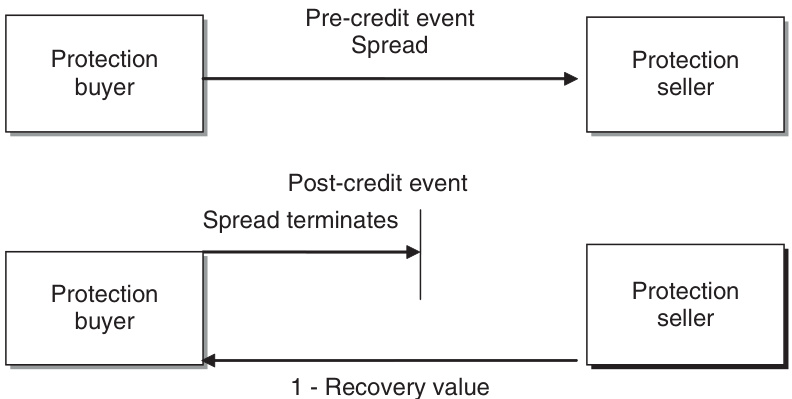 Pre-credit event
Spread
Protection
buyer
Protection
seller
Post-credit event
Spread terminates
Protection
buyer
Protection
seller
1 - Recovery value